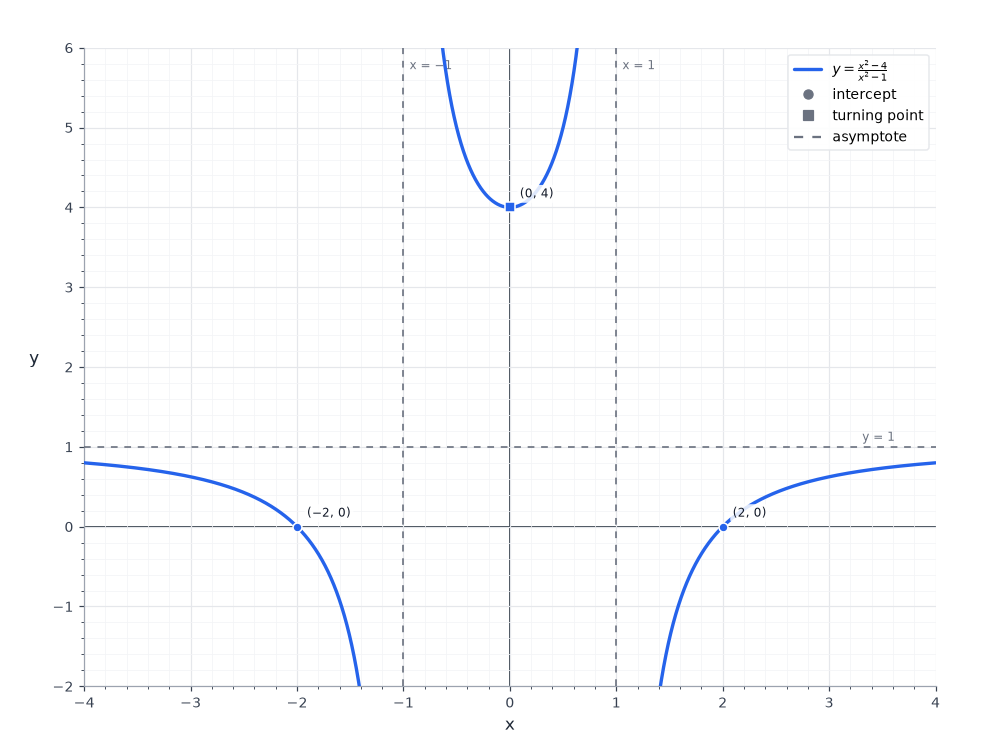 6
5
4
3
2
1
0
−1
−2
y
−4 −3 −2 −1 0 1 2 3 4
x
x = −1
x = 1
y = x² − 4 / x² − 1
intercept
turning point
asymptote
(0, 4)
y = 1
(−2, 0)
(2, 0)